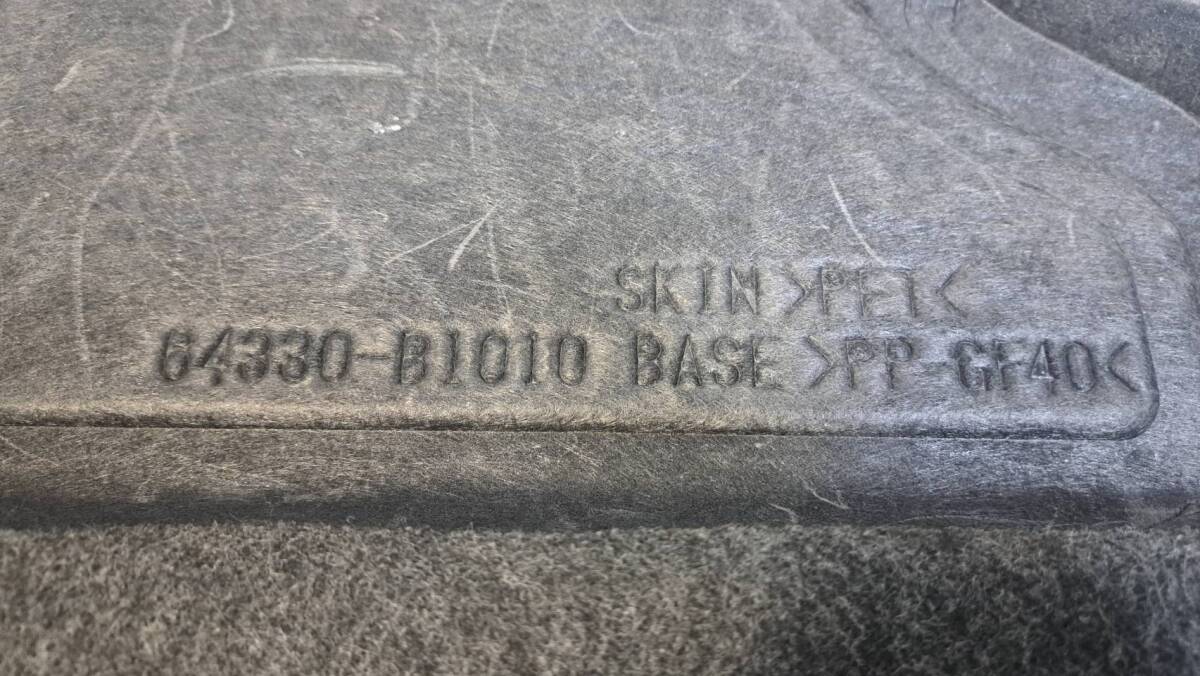 SKIN >PET<
64330-B1010 BASE >PP-GF40<